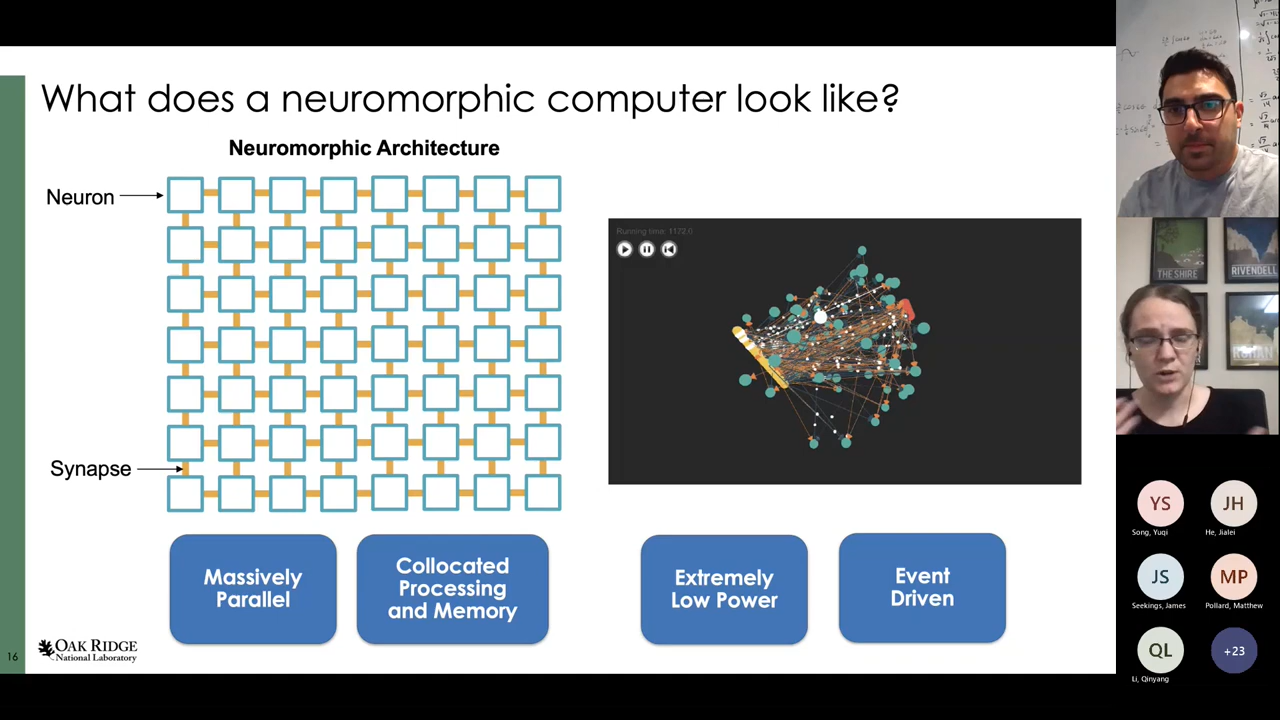 What does a neuromorphic computer look like?
Neuromorphic Architecture
Neuron
Synapse
Running time: 1172.0
Massively
Parallel
Collocated
Processing
and Memory
Extremely
Low Power
Event
Driven
16
OAK RIDGE
National Laboratory
THE SHIRE
RIVENDELL
YS
Song, Yuqi
JH
He, Jialei
JS
Seekings, James
MP
Pollard, Matthew
QL
Li, Qinyang
+23